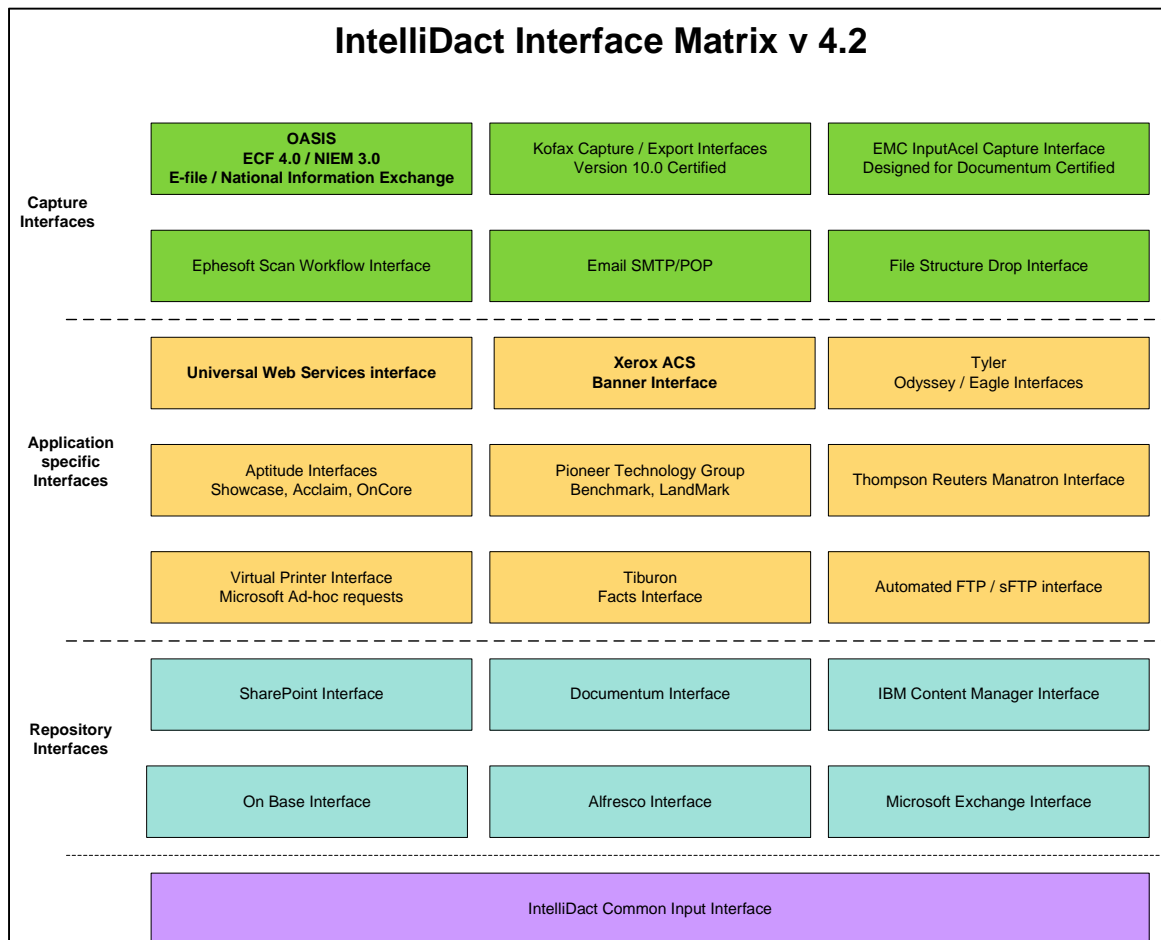 IntelliDact Interface Matrix v 4.2
Capture
Interfaces
OASIS
ECF 4.0 / NIEM 3.0
E-file / National Information Exchange
Kofax Capture / Export Interfaces
Version 10.0 Certified
EMC InputAcel Capture Interface
Designed for Documentum Certified
Ephesoft Scan Workflow Interface
Email SMTP/POP
File Structure Drop Interface
Application
specific
Interfaces
Universal Web Services interface
Xerox ACS
Banner Interface
Tyler
Odyssey / Eagle Interfaces
Aptitude Interfaces
Showcase, Acclaim, OnCore
Pioneer Technology Group
Benchmark, LandMark
Thompson Reuters Manatron Interface
Virtual Printer Interface
Microsoft Ad-hoc requests
Tiburon
Facts Interface
Automated FTP / sFTP interface
Repository
Interfaces
SharePoint Interface
Documentum Interface
IBM Content Manager Interface
On Base Interface
Alfresco Interface
Microsoft Exchange Interface
IntelliDact Common Input Interface